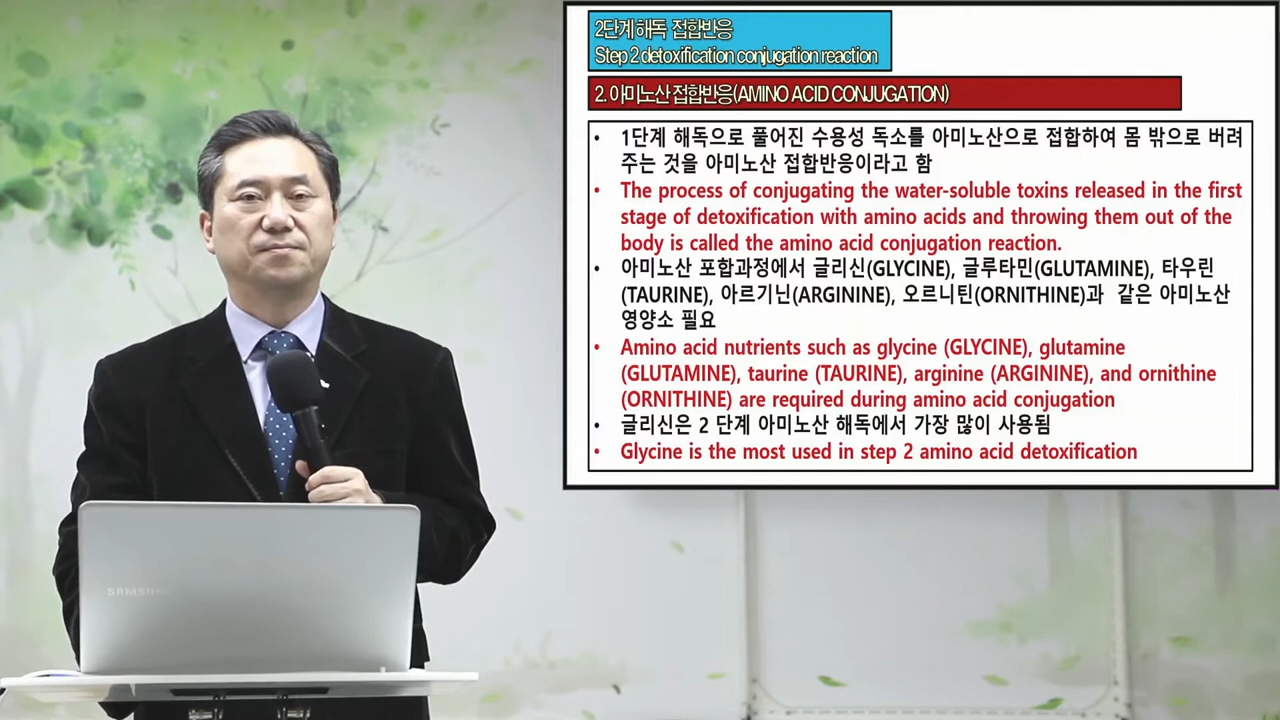 2단계 해독 접합반응
Step 2 detoxification conjugation reaction
2. 아미노산 접합반응(AMINO ACID CONJUGATION)
• 1단계 해독으로 풀어진 수용성 독소를 아미노산으로 접합하여 몸 밖으로 버려
주는 것을 아미노산 접합반응이라고 함
• The process of conjugating the water-soluble toxins released in the first
stage of detoxification with amino acids and throwing them out of the
body is called the amino acid conjugation reaction.
• 아미노산 포합과정에서 글리신(GLYCINE), 글루타민(GLUTAMINE), 타우린
(TAURINE), 아르기닌(ARGININE), 오르니틴(ORNITHINE)과 같은 아미노산
영양소 필요
• Amino acid nutrients such as glycine (GLYCINE), glutamine
(GLUTAMINE), taurine (TAURINE), arginine (ARGININE), and ornithine
(ORNITHINE) are required during amino acid conjugation
• 글리신은 2 단계 아미노산 해독에서 가장 많이 사용됨
• Glycine is the most used in step 2 amino acid detoxification
SAMSUNG